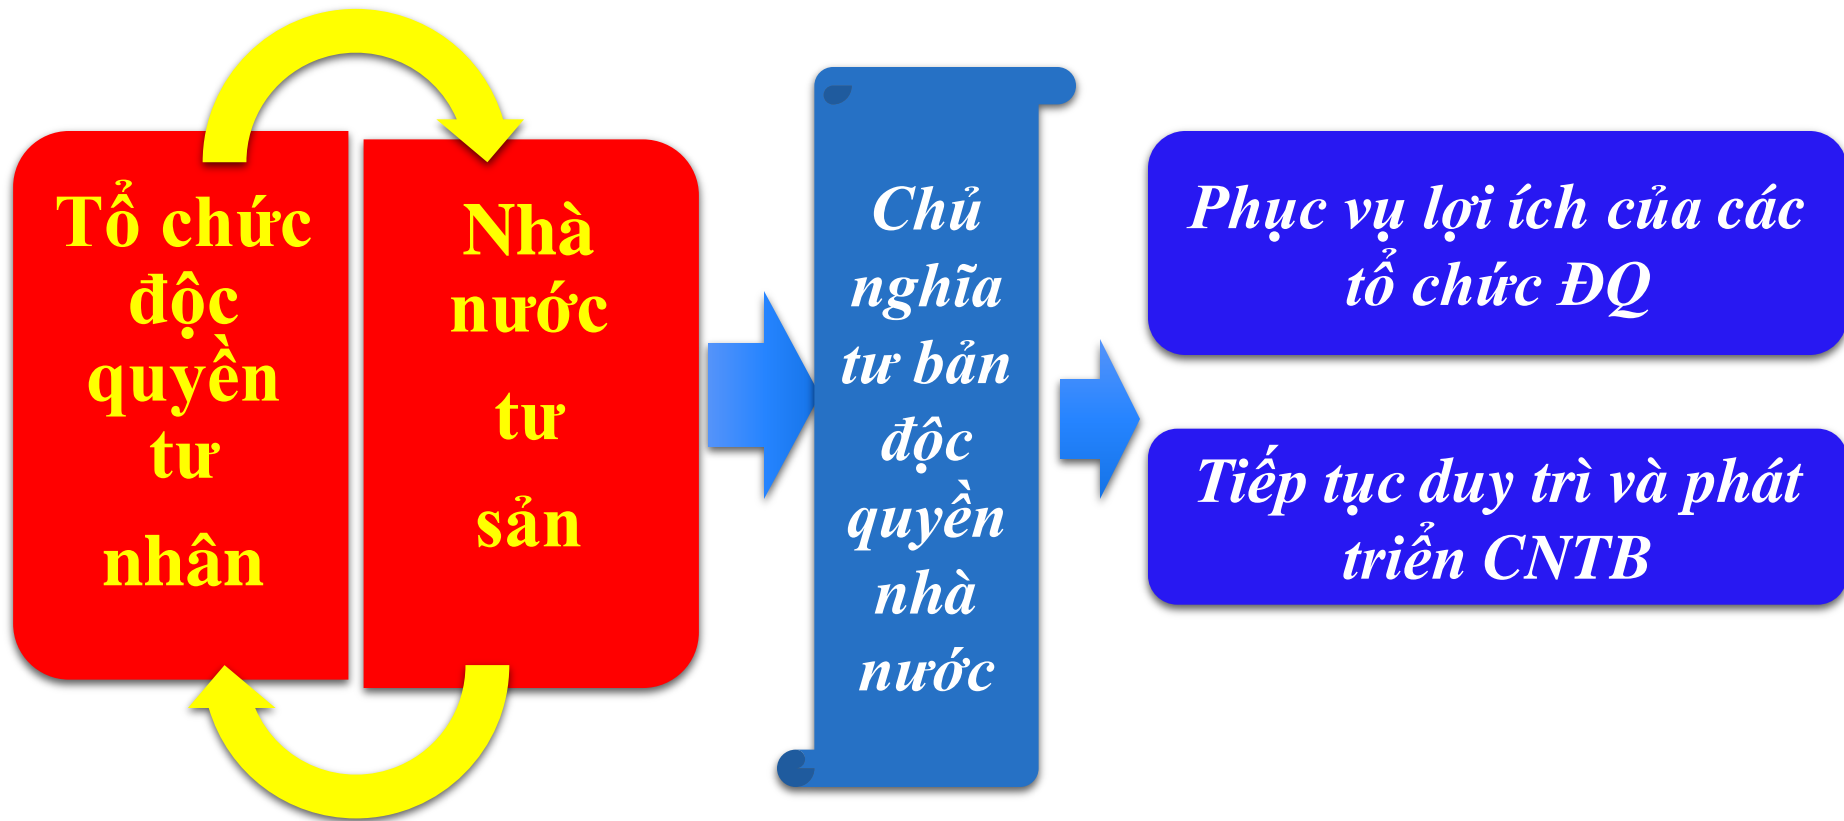 Tổ chức
độc
quyền
tư
nhân
Nhà
nước
tư
sản
Chủ
nghĩa
tư bản
độc
quyền
nhà
nước
Phục vụ lợi ích của các
tổ chức ĐQ
Tiếp tục duy trì và phát
triển CNTB